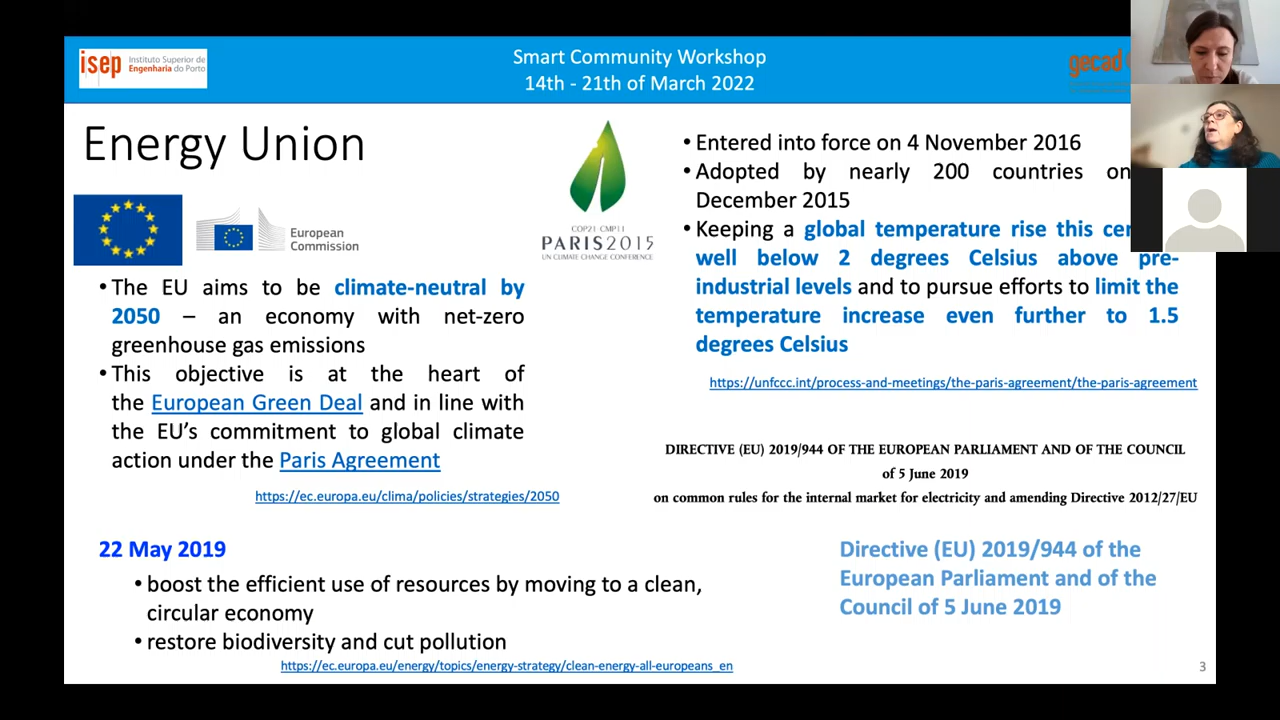 isep Instituto Superior de
Engenharia do Porto
Smart Community Workshop
14th - 21th of March 2022
gecad
Energy Union
European
Commission
COP21·CMP11
PARIS2015
UN CLIMATE CHANGE CONFERENCE
• The EU aims to be climate-neutral by
2050 – an economy with net-zero
greenhouse gas emissions
• This objective is at the heart of
the European Green Deal and in line with
the EU's commitment to global climate
action under the Paris Agreement
https://ec.europa.eu/clima/policies/strategies/2050
• Entered into force on 4 November 2016
• Adopted by nearly 200 countries on
December 2015
• Keeping a global temperature rise this
well below 2 degrees Celsius above pre-
industrial levels and to pursue efforts to limit the
temperature increase even further to 1.5
degrees Celsius
https://unfccc.int/process-and-meetings/the-paris-agreement/the-paris-agreement
DIRECTIVE (EU) 2019/944 OF THE EUROPEAN PARLIAMENT AND OF THE COUNCIL
of 5 June 2019
on common rules for the internal market for electricity and amending Directive 2012/27/EU
22 May 2019
• boost the efficient use of resources by moving to a clean,
circular economy
• restore biodiversity and cut pollution
https://ec.europa.eu/energy/topics/energy-strategy/clean-energy-all-europeans_en
Directive (EU) 2019/944 of the
European Parliament and of the
Council of 5 June 2019
3